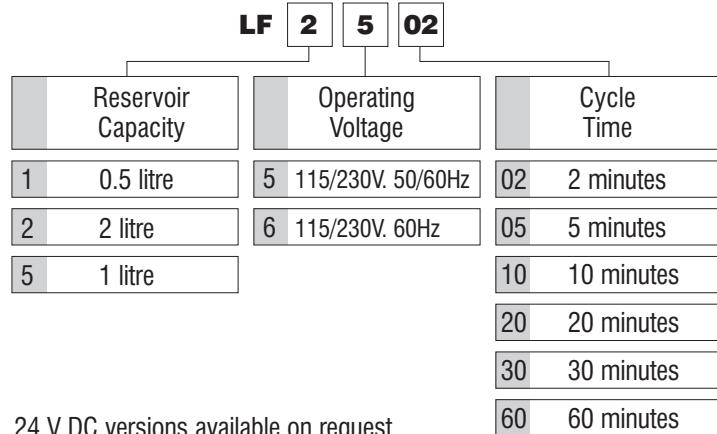 LF 2 5 02
Reservoir
Capacity
1 0.5 litre
2 2 litre
5 1 litre
Operating
Voltage
5 115/230V. 50/60Hz
6 115/230V. 60Hz
Cycle
Time
02 2 minutes
05 5 minutes
10 10 minutes
20 20 minutes
30 30 minutes
60 60 minutes
24 V DC versions available on request